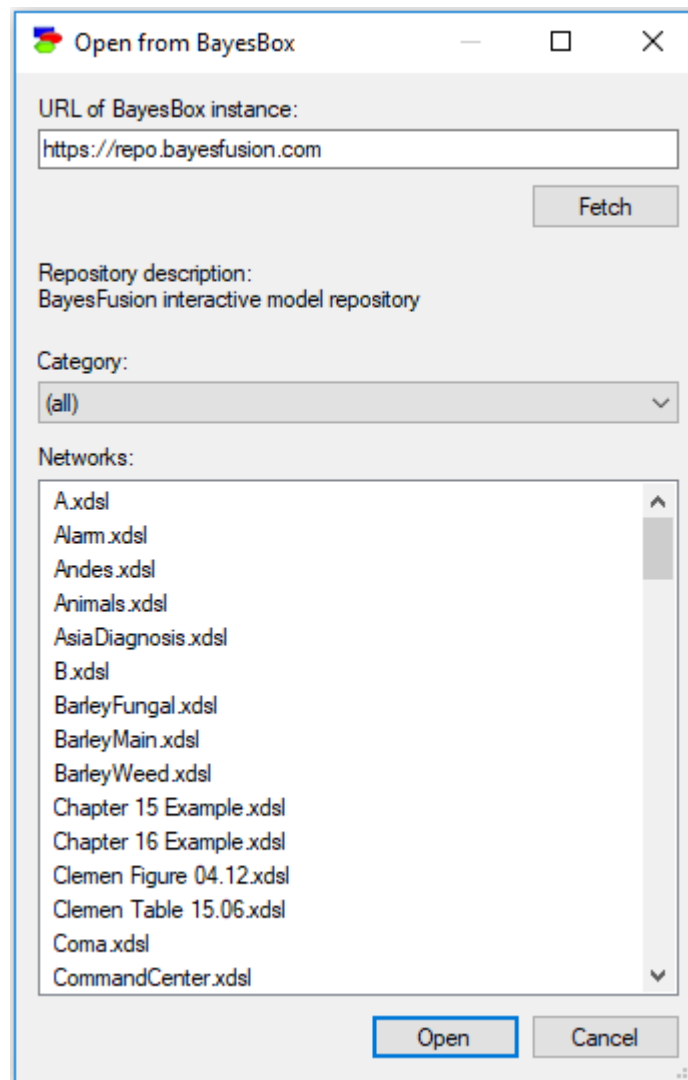 Open from BayesBox
URL of BayesBox instance:
https://repo.bayesfusion.com
Fetch
Repository description:
BayesFusion interactive model repository
Category:
(all)
Networks:
A.xdsl
Alarm.xdsl
Andes.xdsl
Animals.xdsl
AsiaDiagnosis.xdsl
B.xdsl
BarleyFungal.xdsl
BarleyMain.xdsl
BarleyWeed.xdsl
Chapter 15 Example.xdsl
Chapter 16 Example.xdsl
Clemen Figure 04.12.xdsl
Clemen Table 15.06.xdsl
Coma.xdsl
CommandCenter.xdsl
Open Cancel